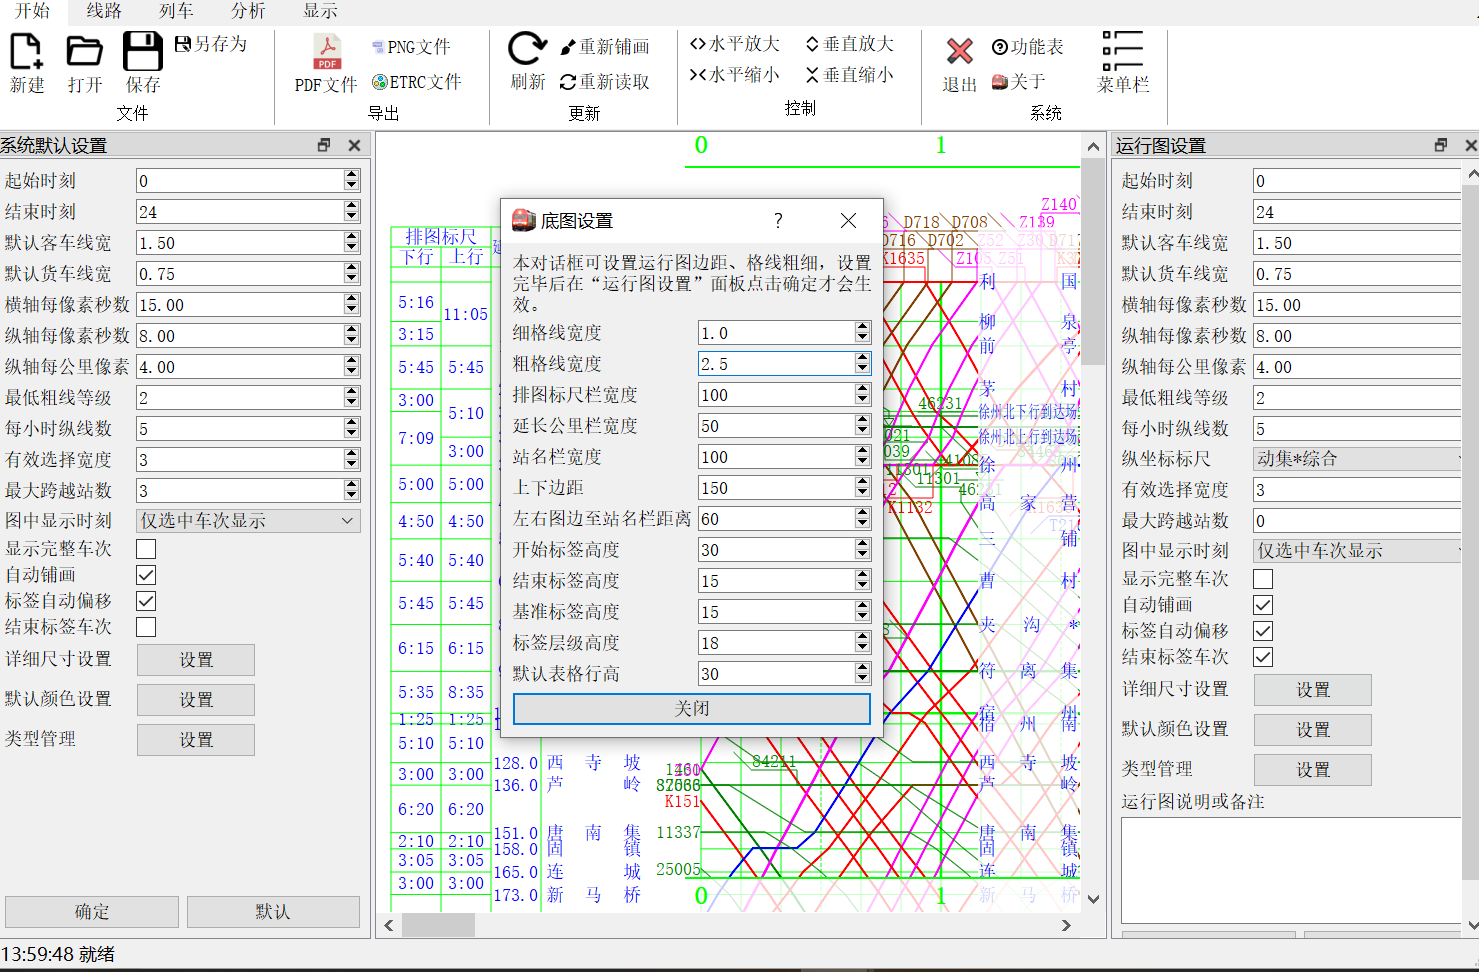 开始 线路 列车 分析 显示
新建 打开 保存 另存为
文件
PDF文件 PNG文件 ETRC文件
导出
刷新 重新铺画 重新读取
更新
水平放大 垂直放大
水平缩小 垂直缩小
控制
退出 功能表 关于 菜单栏
系统
系统默认设置
起始时刻 0
结束时刻 24
默认客车线宽 1.50
默认货车线宽 0.75
横轴每像素秒数 15.00
纵轴每像素秒数 8.00
纵轴每公里像素 4.00
最低粗线等级 2
每小时纵线数 5
有效选择宽度 3
最大跨越站数 3
图中显示时刻 仅选中车次显示
显示完整车次
自动铺画
标签自动偏移
结束标签车次
详细尺寸设置 设置
默认颜色设置 设置
类型管理 设置
确定 默认
0 1
Z140
D718 D708 Z139
D716 D702 Z52 Z30 D717
K1635 Z105 Z51
排图标尺
下行 上行
5:16 11:05
3:15
5:45 5:45
3:00 5:10
7:09 3:00
5:00 5:00
4:50 4:50
5:40 5:40
5:45 5:45
6:15 6:15
5:35 8:35
1:25 1:25
5:10 5:10
3:00 3:00
6:20 6:20
2:10 2:10
3:05 3:05
3:00 3:00
128.0 西寺坡
136.0 芦岭
151.0 唐南集
158.0 固镇
165.0 连城
173.0 新马桥
84211
K151
11337
25005
利国
柳泉
前亭
茅村
46231
徐州北下行到达场
徐州北上行到达场
徐州
11301
11301
K1132
高家营
三铺
曹村
夹沟*
符离集
宿州
宿州南
西寺坡
芦岭
唐南集
固镇
连城
新马桥
0 1
底图设置
本对话框可设置运行图边距、格线粗细，设置
完毕后在“运行图设置”面板点击确定才会生
效。
细格线宽度 1.0
粗格线宽度 2.5
排图标尺栏宽度 100
延长公里栏宽度 50
站名栏宽度 100
上下边距 150
左右图边至站名栏距离 60
开始标签高度 30
结束标签高度 15
基准标签高度 15
标签层级高度 18
默认表格行高 30
关闭
运行图设置
起始时刻 0
结束时刻 24
默认客车线宽 1.50
默认货车线宽 0.75
横轴每像素秒数 15.00
纵轴每像素秒数 8.00
纵轴每公里像素 4.00
最低粗线等级 2
每小时纵线数 5
纵坐标标尺 动集*综合
有效选择宽度 3
最大跨越站数 0
图中显示时刻 仅选中车次显示
显示完整车次
自动铺画
标签自动偏移
结束标签车次
详细尺寸设置 设置
默认颜色设置 设置
类型管理 设置
运行图说明或备注
13:59:48 就绪